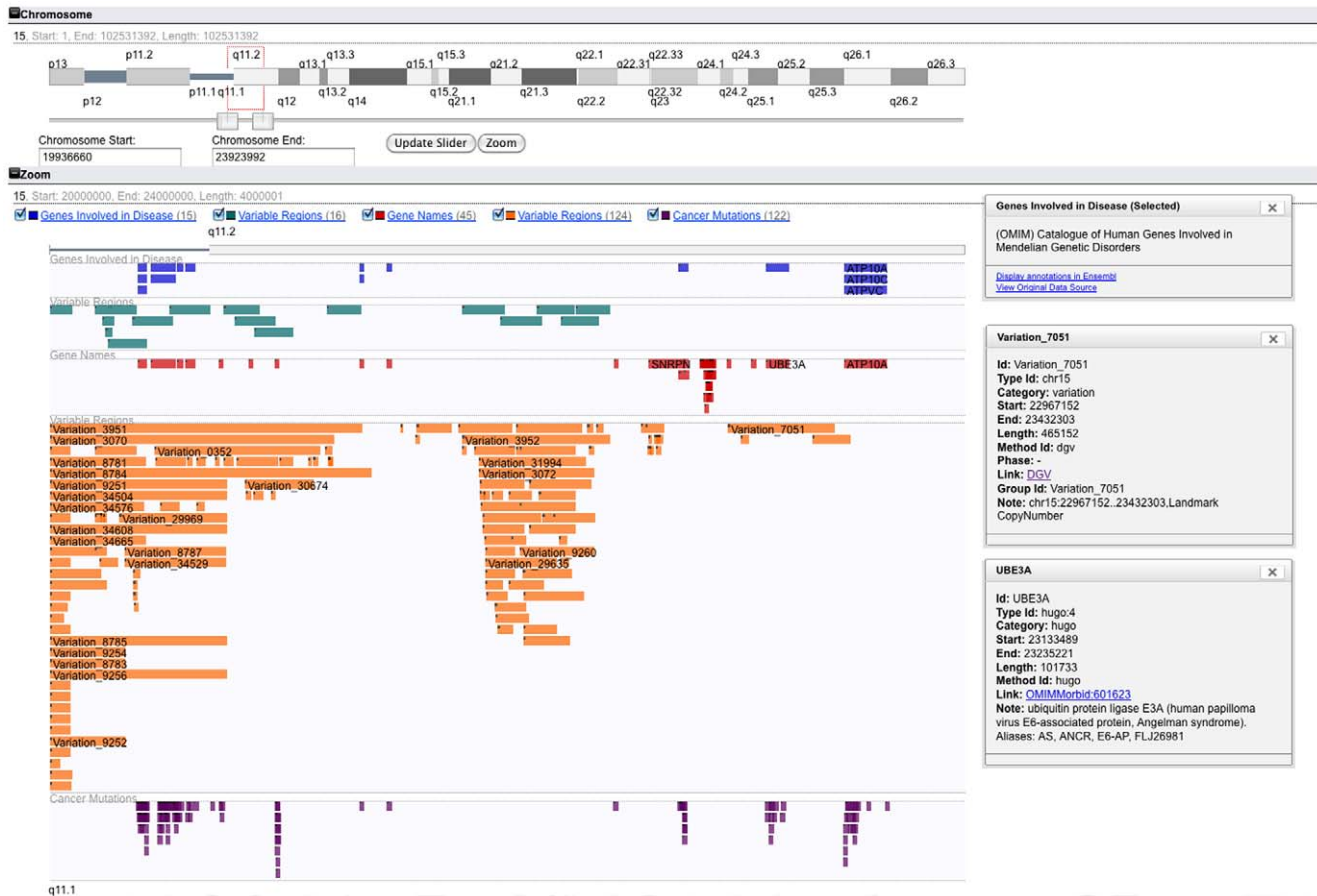 Chromosome
15, Start: 1, End: 102531392, Length: 102531392
p13 p11.2 q11.2 q13.1 q13.3 q15.1 q15.3 q21.2 q22.1 q22.31 q22.33 q24.1 q24.3 q25.2 q26.1 q26.3
p12 p11.1 q11.1 q12 q13.2 q14 q15.2 q21.1 q21.3 q22.2 q22.32 q23 q24.2 q25.1 q25.3 q26.2
Chromosome Start: Chromosome End: Update Slider Zoom
19936660 23923992
Zoom
15, Start: 20000000, End: 24000000, Length: 4000001
Genes Involved in Disease (15) Variable Regions (16) Gene Names (45) Variable Regions (124) Cancer Mutations (122)
q11.2
Genes Involved in Disease
ATP10A
ATP10C
ATPVC
Variable Regions
Gene Names
SNRPN UBE3A ATP10A
Variable Regions
Variation_3951 Variation_7051
Variation_3070 Variation_3952
Variation_0352
Variation_8781 Variation_31994
Variation_8784 Variation_3072
Variation_9251 Variation_30674
Variation_34504
Variation_34576
Variation_29969
Variation_34608
Variation_34665
Variation_8787 Variation_9260
Variation_34529 Variation_29635
Variation_8785
Variation_9254
Variation_8783
Variation_9256
Variation_9252
Cancer Mutations
q11.1
Genes Involved in Disease (Selected)
(OMIM) Catalogue of Human Genes Involved in
Mendelian Genetic Disorders
Display annotations in Ensembl
View Original Data Source
Variation_7051
Id: Variation_7051
Type Id: chr15
Category: variation
Start: 22967152
End: 23432303
Length: 465152
Method Id: dgv
Phase: -
Link: DGV
Group Id: Variation_7051
Note: chr15:22967152..23432303,Landmark
CopyNumber
UBE3A
Id: UBE3A
Type Id: hugo:4
Category: hugo
Start: 23133489
End: 23235221
Length: 101733
Method Id: hugo
Link: OMIMMorbid:601623
Note: ubiquitin protein ligase E3A (human papilloma
virus E6-associated protein, Angelman syndrome).
Aliases: AS, ANCR, E6-AP, FLJ26981